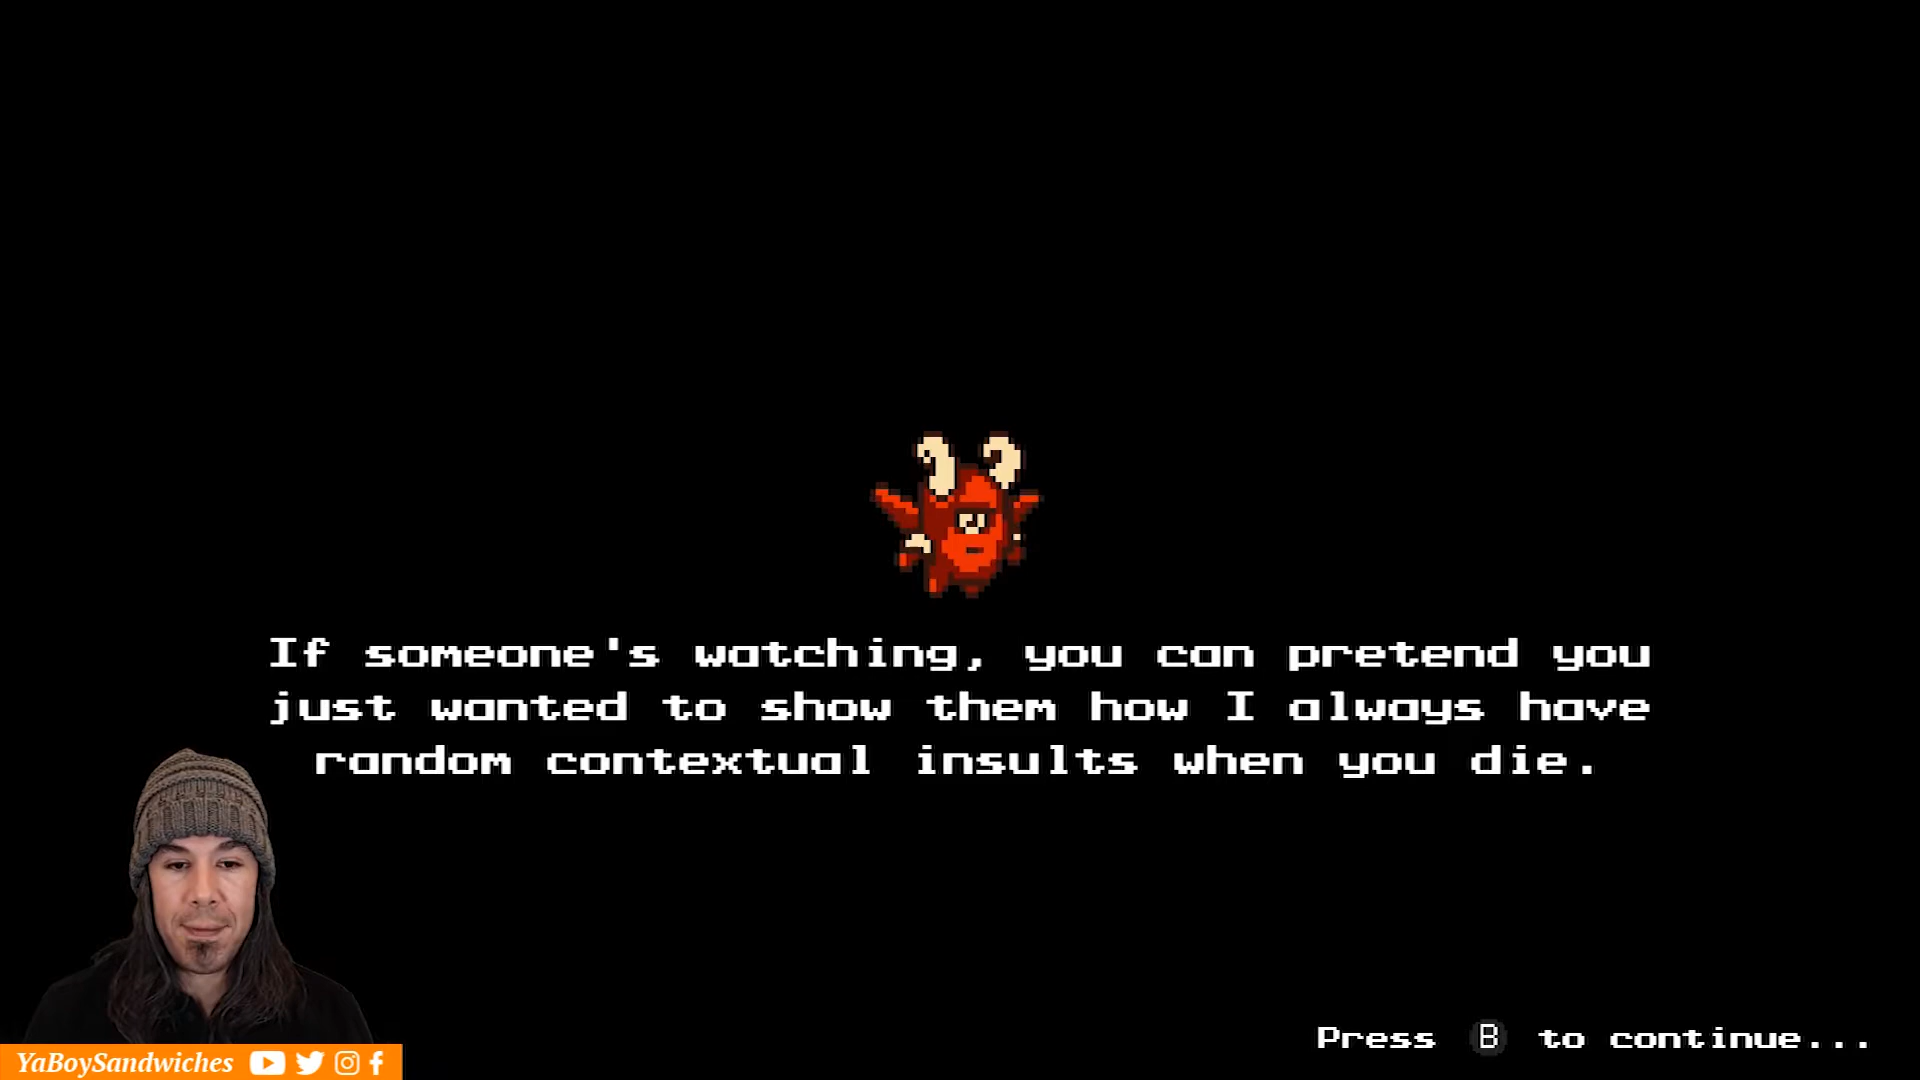 If someone's watching, you can pretend you
just wanted to show them how I always have
random contextual insults when you die.
Press B to continue...
YaBoySandwiches